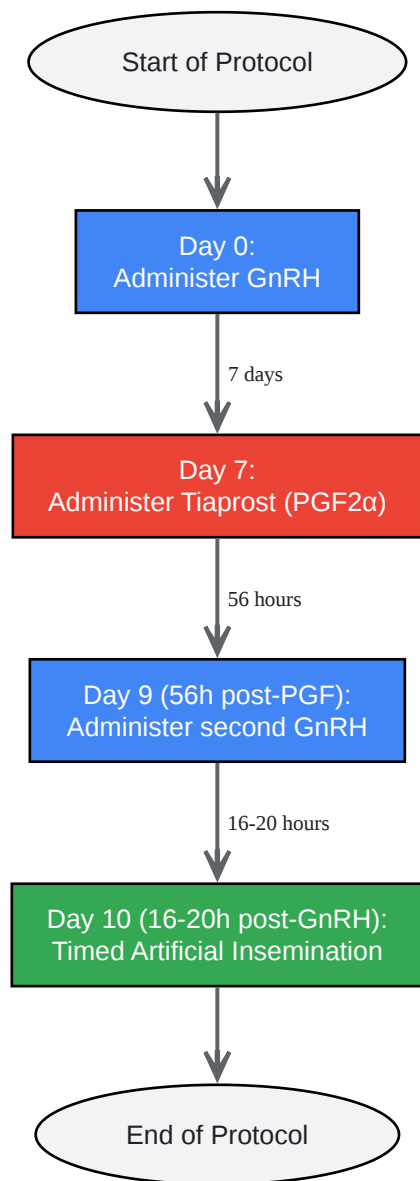 Start of Protocol
Day 0:
Administer GnRH
7 days
Day 7:
Administer Tiaprost (PGF2α)
56 hours
Day 9 (56h post-PGF):
Administer second GnRH
16-20 hours
Day 10 (16-20h post-GnRH):
Timed Artificial Insemination
End of Protocol